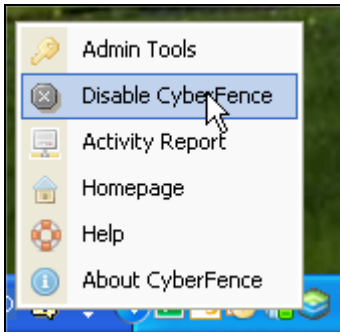 Admin Tools
Disable CyberFence
Activity Report
Homepage
Help
About CyberFence